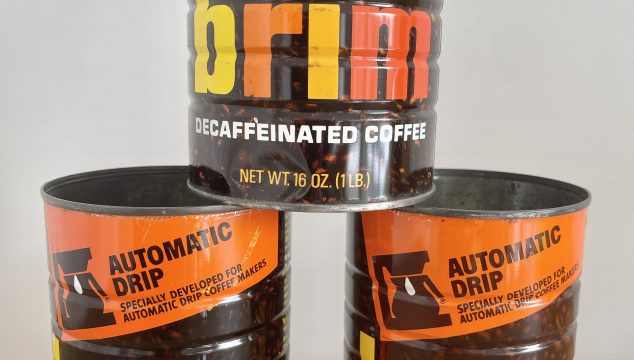 brim
DECAFFEINATED COFFEE
NET WT. 16 OZ. (1 LB.)
AUTOMATIC
DRIP
SPECIALLY DEVELOPED FOR
AUTOMATIC DRIP COFFEE MAKERS
AUTOMATIC
DRIP
SPECIALLY DEVELOPED FOR
AUTOMATIC DRIP COFFEE MAKERS